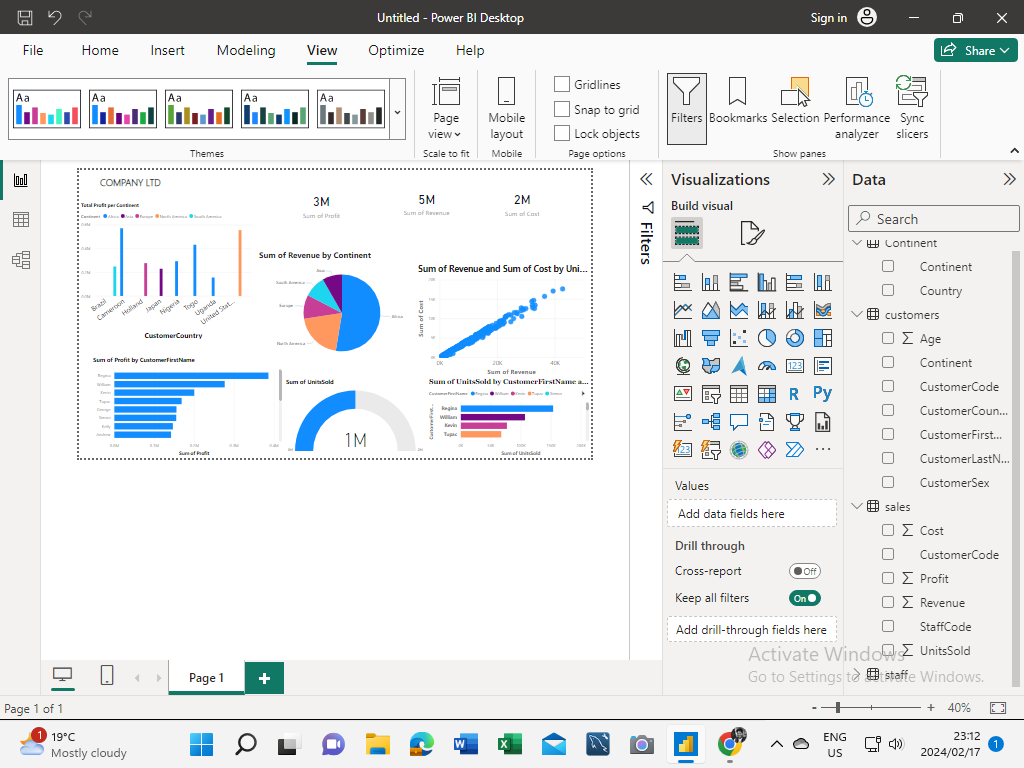 Untitled - Power BI Desktop
Sign in
File Home Insert Modeling View Optimize Help
Share
Aa Aa Aa Aa Aa
Themes
Page view
Scale to fit
Mobile layout
Mobile
Gridlines
Snap to grid
Lock objects
Page options
Filters
Bookmarks
Selection
Performance analyzer
Sync slicers
Show panes
COMPANY LTD
3M
Sum of Profit
5M
Sum of Revenue
2M
Sum of Cost
Total Profit per Continent
Continent Africa Asia Europe North America South America
Brazil Cameroon Holland Japan Nigeria Togo Uganda United Stat...
CustomerCountry
Sum of Revenue by Continent
Asia
South America
Europe
North America
Africa
Sum of Revenue and Sum of Cost by Uni...
Sum of Cost
0K 20K 40K
Sum of Revenue
Sum of Profit by CustomerFirstName
Regina
William
Kevin
Tupac
George
Kelly
Sum of Profit
Sum of UnitsSold
1M
Sum of UnitsSold by CustomerFirstName a...
CustomerFirstName Regina William Kevin Tupac
CustomerFirst...
Regina
William
Kevin
Tupac
Sum of UnitsSold
Filters
Visualizations
Build visual
R
Py
123
Values
Add data fields here
Drill through
Cross-report
Off
Keep all filters
On
Add drill-through fields here
Data
Search
Continent
Continent
Country
customers
Age
Continent
CustomerCode
CustomerCoun...
CustomerFirst...
CustomerLastN...
CustomerSex
sales
Cost
CustomerCode
Profit
Revenue
StaffCode
UnitsSold
staff
Activate Windows
Go to Settings to activate Windows.
Page 1
Page 1 of 1
- + 40%
1
19°C
Mostly cloudy
ENG
US
23:12
2024/02/17
1